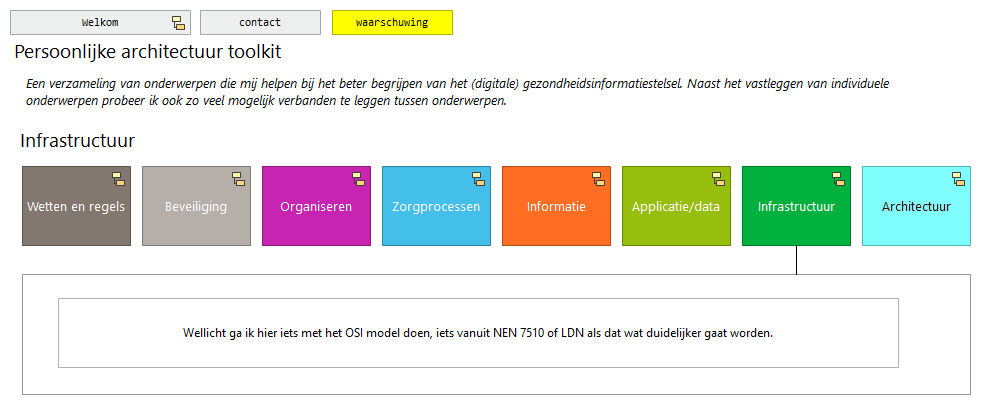 Welkom
contact
waarschuwing
Persoonlijke architectuur toolkit
Een verzameling van onderwerpen die mij helpen bij het beter begrijpen van het (digitale) gezondheidsinformatiestelsel. Naast het vastleggen van individuele
onderwerpen probeer ik ook zo veel mogelijk verbanden te leggen tussen onderwerpen.
Infrastructuur
Wetten en regels
Beveiliging
Organiseren
Zorgprocessen
Informatie
Applicatie/data
Infrastructuur
Architectuur
Wellicht ga ik hier iets met het OSI model doen, iets vanuit NEN 7510 of LDN als dat wat duidelijker gaat worden.